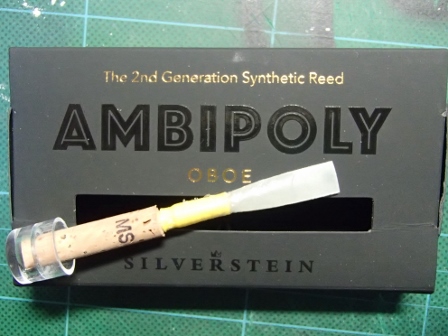 The 2nd Generation Synthetic Reed
AMBIPOLY
OBOE
MS
SILVERSTEIN